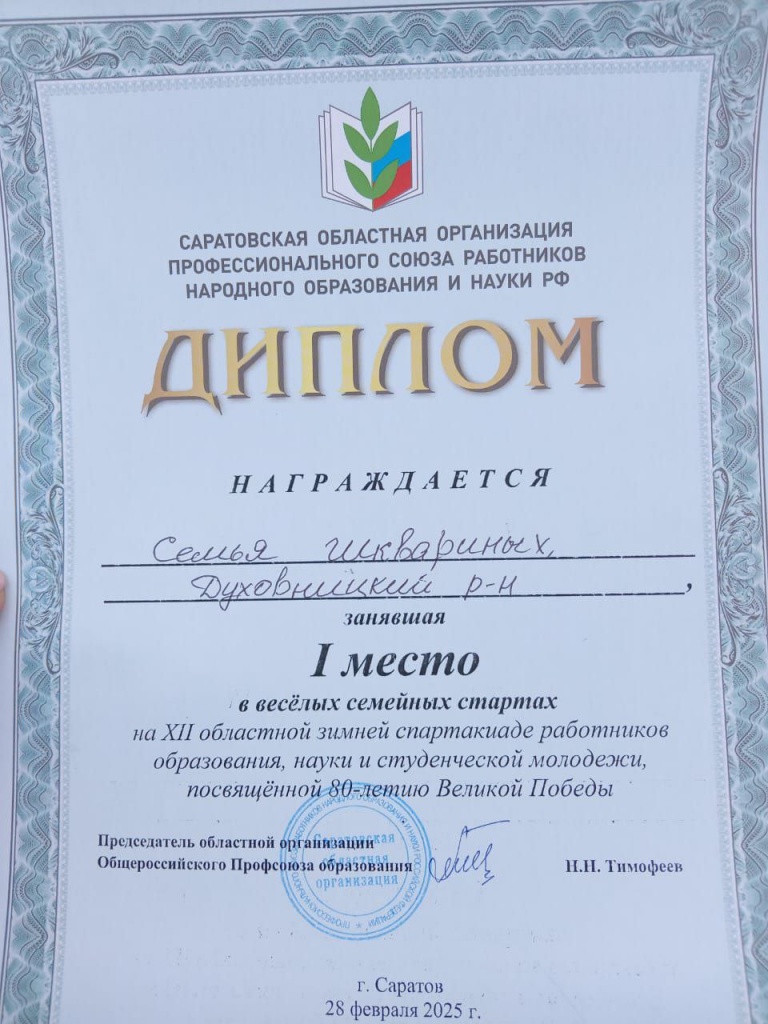 САРАТОВСКАЯ ОБЛАСТНАЯ ОРГАНИЗАЦИЯ
ПРОФЕССИОНАЛЬНОГО СОЮЗА РАБОТНИКОВ
НАРОДНОГО ОБРАЗОВАНИЯ И НАУКИ РФ
ДИПЛОМ
НАГРАЖДАЕТСЯ
Семья Шквариных,
Духовницкий р-н,
занявшая
I место
в весёлых семейных стартах
на XII областной зимней спартакиаде работников
образования, науки и студенческой молодежи,
посвящённой 80-летию Великой Победы
Председатель областной организации
Общероссийского Профсоюза образования
Н.Н. Тимофеев
Саратовская
областная
организация
г. Саратов
28 февраля 2025 г.